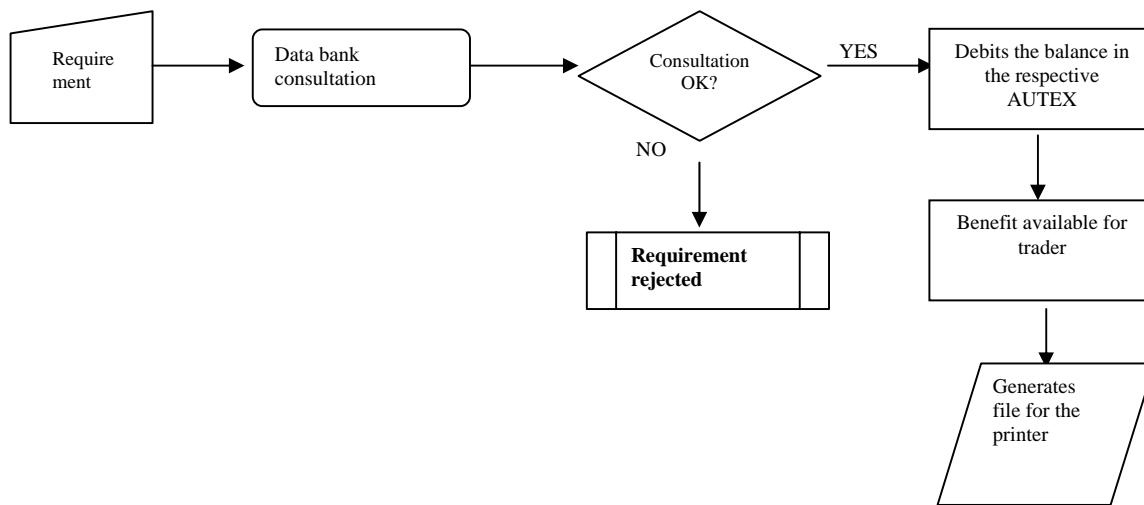 Require
ment
Data bank
consultation
Consultation
OK?
YES
Debits the balance in
the respective
AUTEX
NO
Requirement
rejected
Benefit available for
trader
Generates
file for the
printer